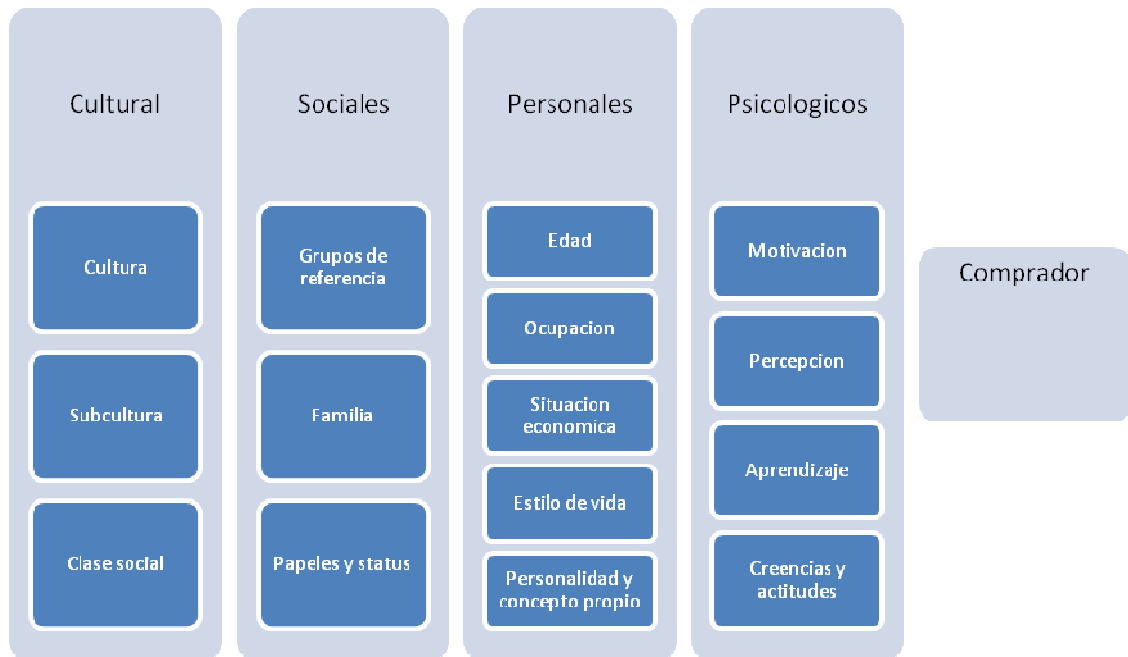 Cultural
Cultura
Subcultura
Clase social
Sociales
Grupos de
referencia
Familia
Papeles y status
Personales
Edad
Ocupacion
Situacion
economica
Estilo de vida
Personalidad y
concepto propio
Psicologicos
Motivacion
Percepcion
Aprendizaje
Creencias y
actitudes
Comprador